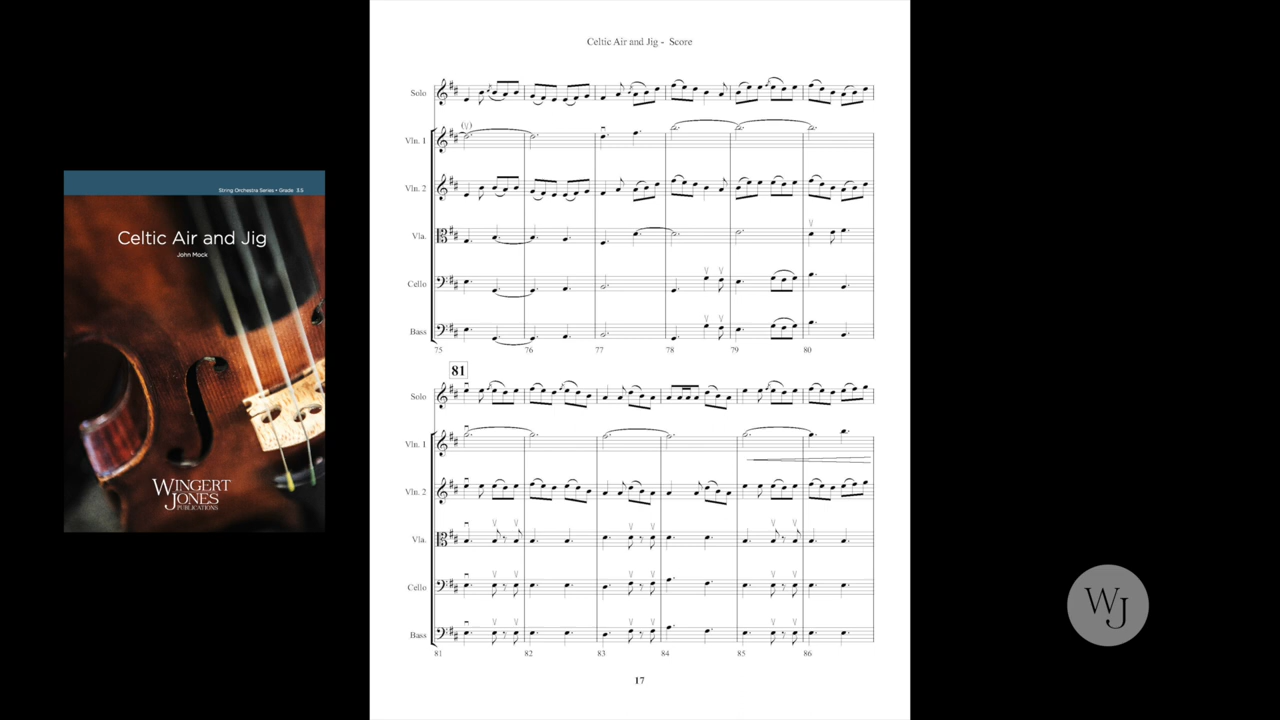 String Orchestra Series • Grade 3.5
Celtic Air and Jig
John Mock
WINGERT
JONES
PUBLICATIONS
Celtic Air and Jig - Score
Solo
Vln. 1
Vln. 2
Vla.
Cello
Bass
75 76 77 78 79 80
81
Solo
Vln. 1
Vln. 2
Vla.
Cello
Bass
81 82 83 84 85 86
17
WJ